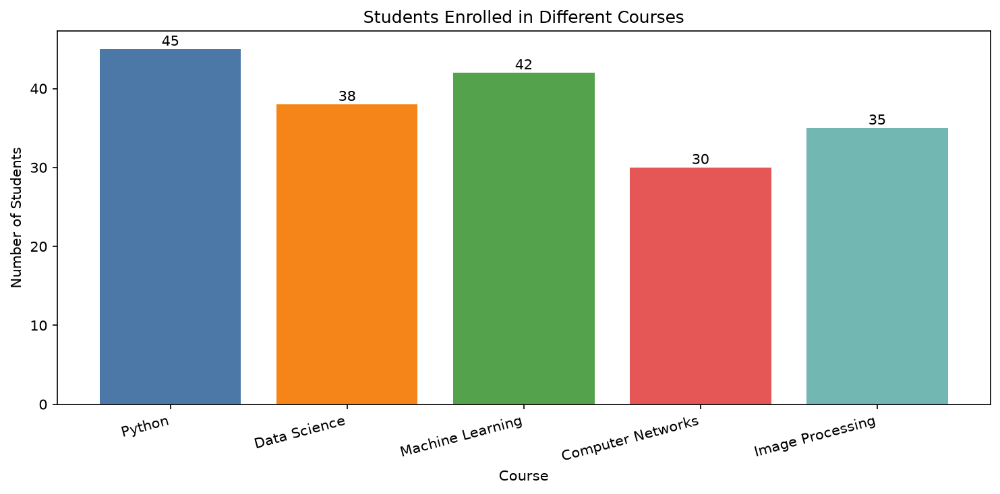 Students Enrolled in Different Courses
45
38
42
30
35
40
30
20
10
0
Number of Students
Python
Data Science
Machine Learning
Computer Networks
Image Processing
Course